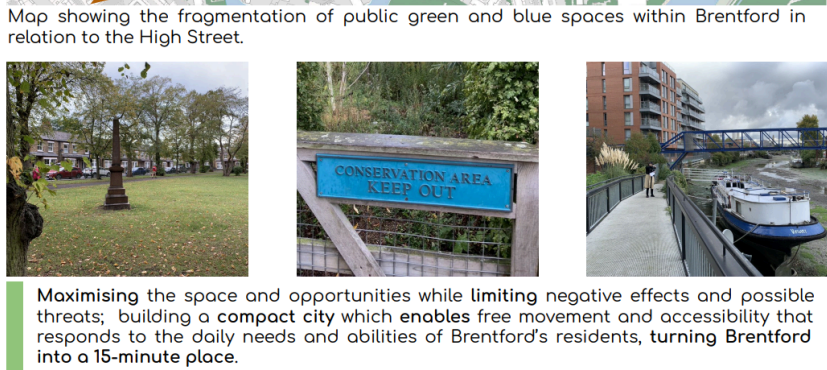 Map showing the fragmentation of public green and blue spaces within Brentford in
relation to the High Street.
CONSERVATION AREA
KEEP OUT
Maximising the space and opportunities while limiting negative effects and possible
threats; building a compact city which enables free movement and accessibility that
responds to the daily needs and abilities of Brentford's residents, turning Brentford
into a 15-minute place.